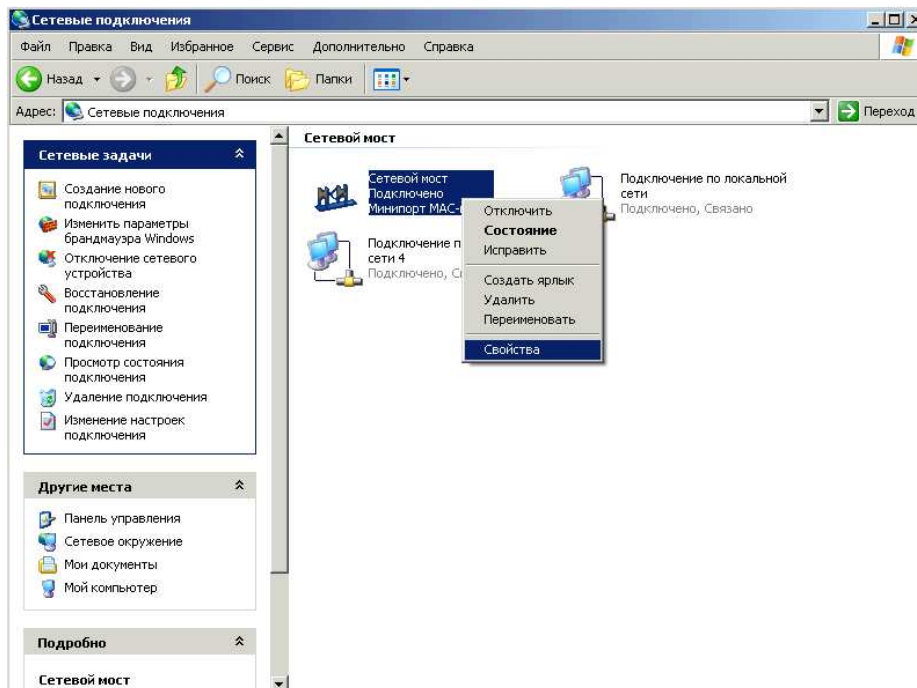 Сетевые подключения
Файл Правка Вид Избранное Сервис Дополнительно Справка
Назад Поиск Папки
Адрес: Сетевые подключения Переход
Сетевые задачи
Создание нового
подключения
Изменить параметры
брандмауэра Windows
Отключение сетевого
устройства
Восстановление
подключения
Переименование
подключения
Просмотр состояния
подключения
Удаление подключения
Изменение настроек
подключения
Другие места
Панель управления
Сетевое окружение
Мои документы
Мой компьютер
Подробно
Сетевой мост
Сетевой мост
Сетевой мост
Подключено
Минипорт MAC-
Подключение по локальной
сети
Подключено, Связано
Подключение п
сети 4
Подключено, С
Отключить
Состояние
Исправить
Создать ярлык
Удалить
Переименовать
Свойства